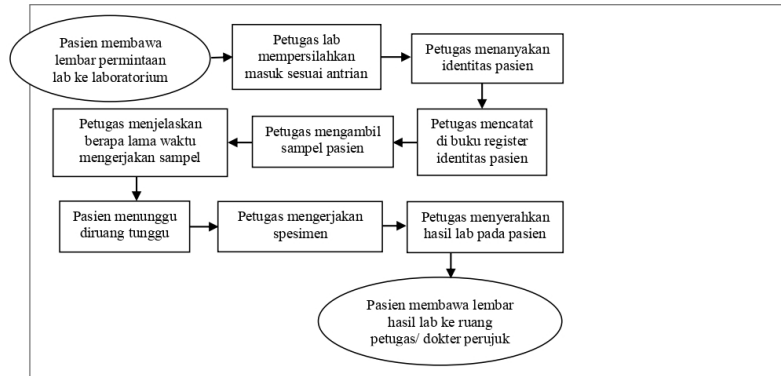 Pasien membawa
lembar permintaan
lab ke laboratorium
Petugas lab
mempersilahkan
masuk sesuai antrian
Petugas menanyakan
identitas pasien
Petugas mencatat
di buku register
identitas pasien
Petugas mengambil
sampel pasien
Petugas menjelaskan
berapa lama waktu
mengerjakan sampel
Pasien menunggu
diruang tunggu
Petugas mengerjakan
spesimen
Petugas menyerahkan
hasil lab pada pasien
Pasien membawa lembar
hasil lab ke ruang
petugas/ dokter perujuk